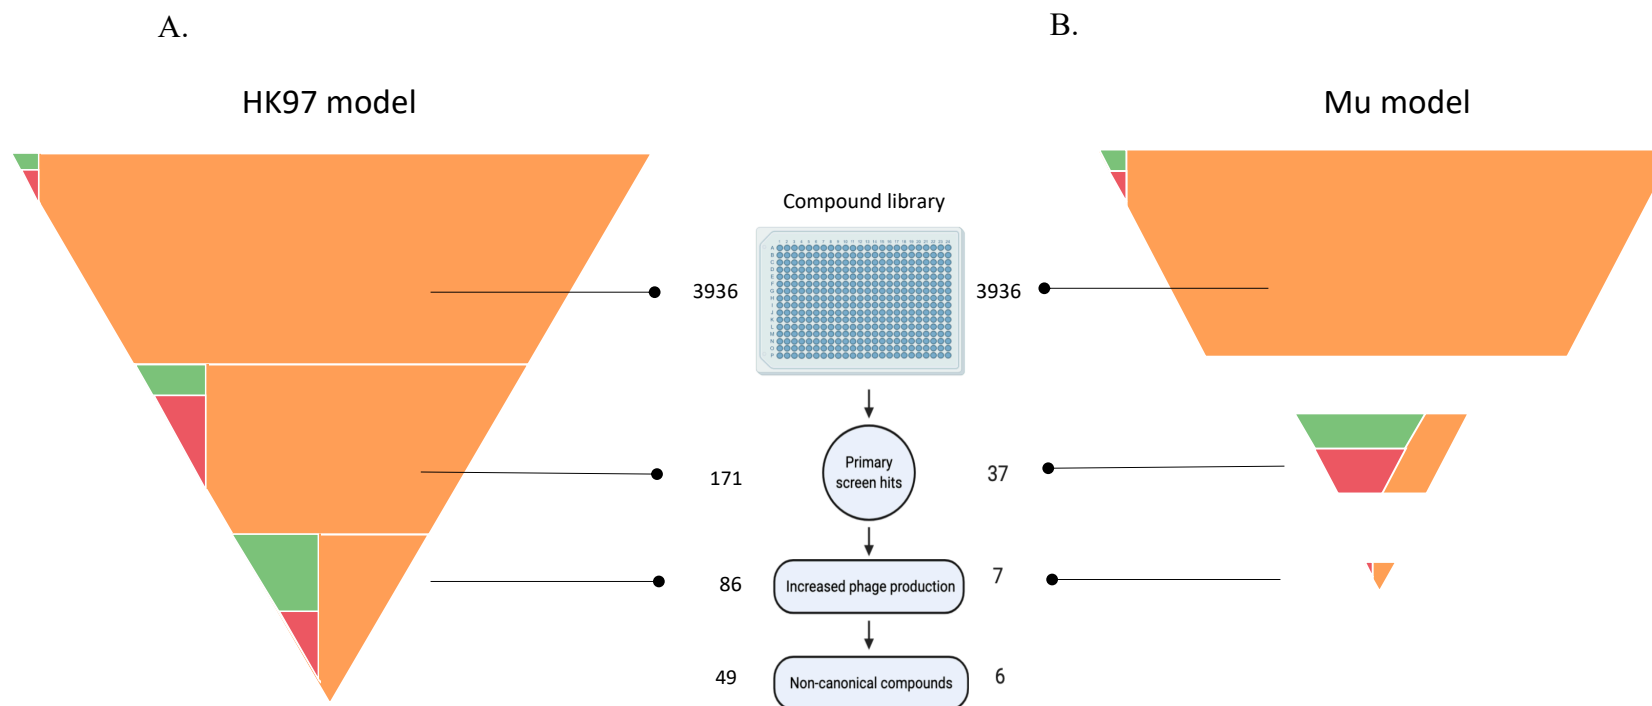 A.
B.
HK97 model
Mu model
Compound library
3936
3936
Primary
screen hits
171
37
86
Increased phage production
7
49
Non-canonical compounds
6